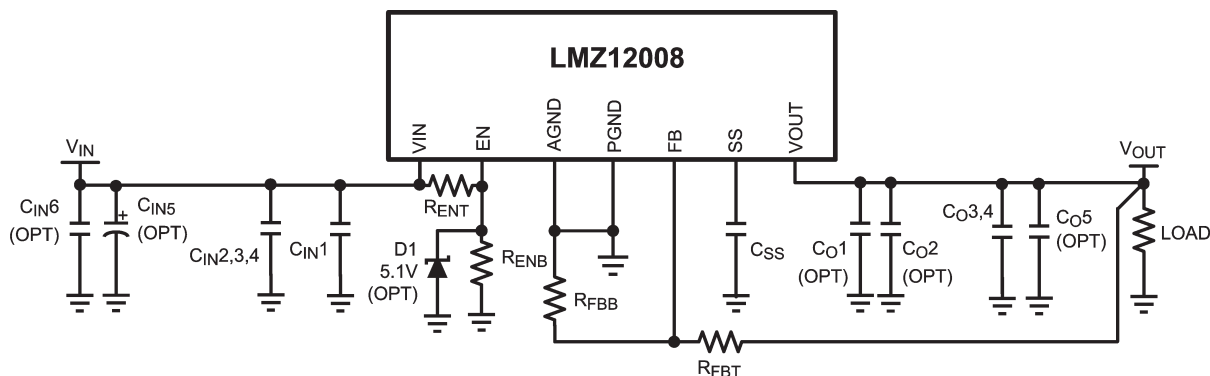 LMZ12008
VIN
EN
AGND
PGND
FB
SS
VOUT
VIN
VOUT
CIN6
(OPT)
+
CIN5
(OPT)
CIN2,3,4
CIN1
RENT
D1
5.1V
(OPT)
RENB
RFBB
CSS
RFBT
CO1
(OPT)
CO2
(OPT)
CO3,4
CO5
(OPT)
LOAD